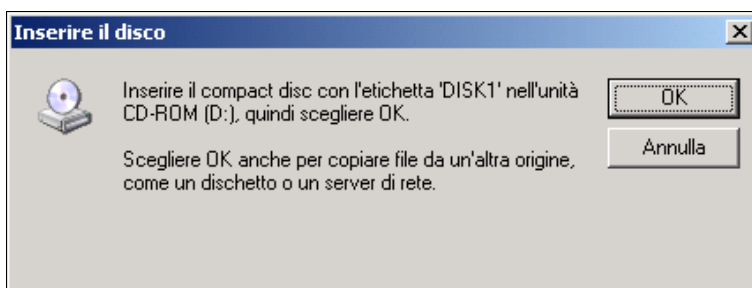 Inserire il disco
Inserire il compact disc con l'etichetta 'DISK1' nell'unità
CD-ROM (D:), quindi scegliere OK.
Scegliere OK anche per copiare file da un'altra origine,
come un dischetto o un server di rete.
OK
Annulla